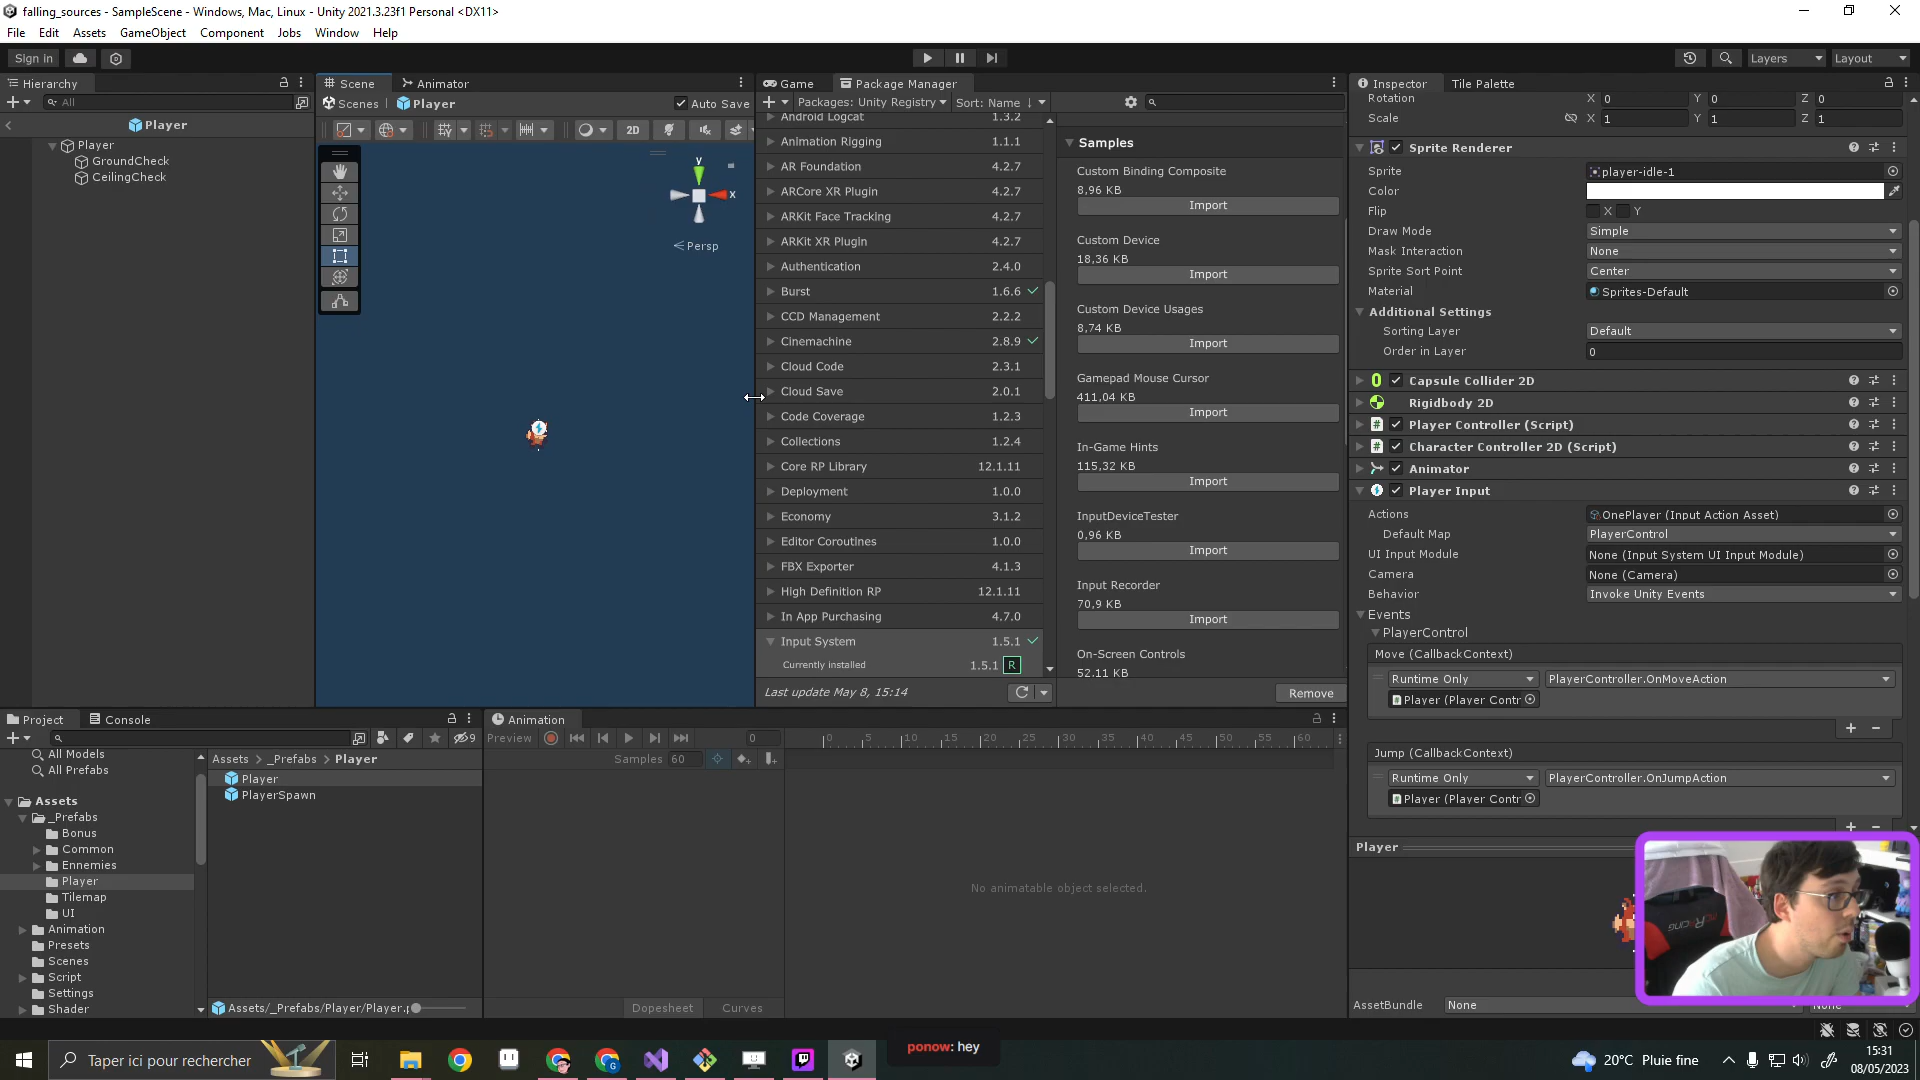 falling_sources - SampleScene - Windows, Mac, Linux - Unity 2021.3.23f1 Personal <DX11>
File Edit Assets GameObject Component Jobs Window Help
Sign in
Layers
Layout
Hierarchy
All
Player
Player
GroundCheck
CeilingCheck
Scene
Animator
Scenes
Player
Auto Save
2D
y
x
Persp
Game
Package Manager
Packages: Unity Registry
Sort: Name ↓
Android Logcat 1.3.2
Animation Rigging 1.1.1
AR Foundation 4.2.7
ARCore XR Plugin 4.2.7
ARKit Face Tracking 4.2.7
ARKit XR Plugin 4.2.7
Authentication 2.4.0
Burst 1.6.6
CCD Management 2.2.2
Cinemachine 2.8.9
Cloud Code 2.3.1
Cloud Save 2.0.1
Code Coverage 1.2.3
Collections 1.2.4
Core RP Library 12.1.11
Deployment 1.0.0
Economy 3.1.2
Editor Coroutines 1.0.0
FBX Exporter 4.1.3
High Definition RP 12.1.11
In App Purchasing 4.7.0
Input System 1.5.1
Currently installed 1.5.1 R
Last update May 8, 15:14
Samples
Custom Binding Composite
8,96 KB
Import
Custom Device
18,36 KB
Import
Custom Device Usages
8,74 KB
Import
Gamepad Mouse Cursor
411,04 KB
Import
In-Game Hints
115,32 KB
Import
InputDeviceTester
0,96 KB
Import
Input Recorder
70,9 KB
Import
On-Screen Controls
52,11 KB
Remove
Inspector
Tile Palette
Rotation X 0 Y 0 Z 0
Scale X 1 Y 1 Z 1
Sprite Renderer
Sprite player-idle-1
Color
Flip X Y
Draw Mode Simple
Mask Interaction None
Sprite Sort Point Center
Material Sprites-Default
Additional Settings
Sorting Layer Default
Order in Layer 0
Capsule Collider 2D
Rigidbody 2D
Player Controller (Script)
Character Controller 2D (Script)
Animator
Player Input
Actions OnePlayer (Input Action Asset)
Default Map PlayerControl
UI Input Module None (Input System UI Input Module)
Camera None (Camera)
Behavior Invoke Unity Events
Events
PlayerControl
Move (CallbackContext)
Runtime Only PlayerController.OnMoveAction
Player (Player Contr
Jump (CallbackContext)
Runtime Only PlayerController.OnJumpAction
Player (Player Contr
Player
AssetBundle None None
Project
Console
9
All Models
All Prefabs
Assets
_Prefabs
Bonus
Common
Ennemies
Player
Tilemap
UI
Animation
Presets
Scenes
Script
Settings
Shader
Assets > _Prefabs > Player
Player
PlayerSpawn
Assets/_Prefabs/Player/Player.p
Animation
Preview 0
0 5 10 15 20 25 30 35 40 45 50 55 60
Samples 60
No animatable object selected.
Dopesheet Curves
Taper ici pour rechercher
ponow: hey
20°C Pluie fine
15:31
08/05/2023